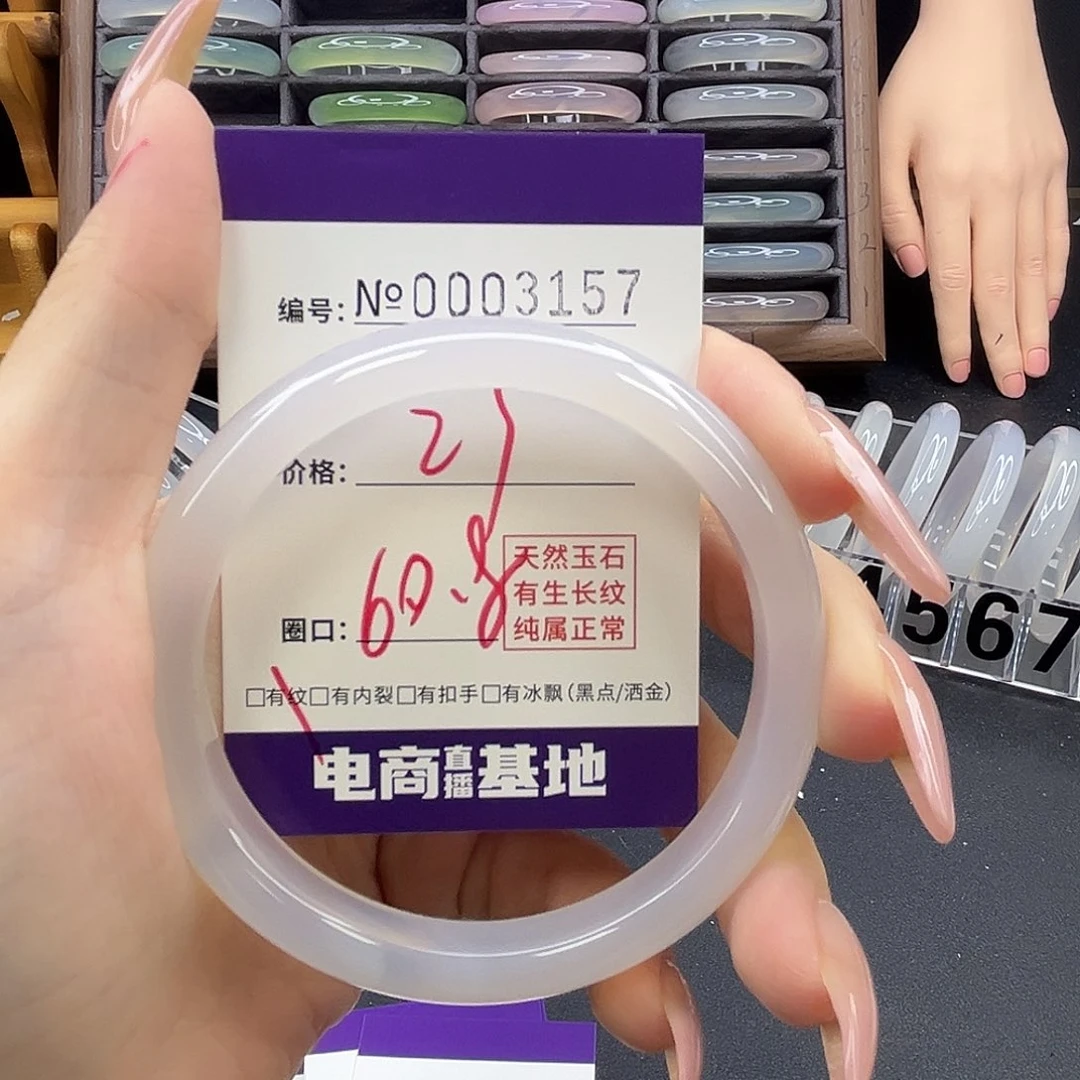 编号: №0003157
价格: 2
圈口: 60.8
天然玉石
有生长纹
纯属正常
□有纹□有内裂□有扣手□有冰飘(黑点/洒金)
电商直播基地
567